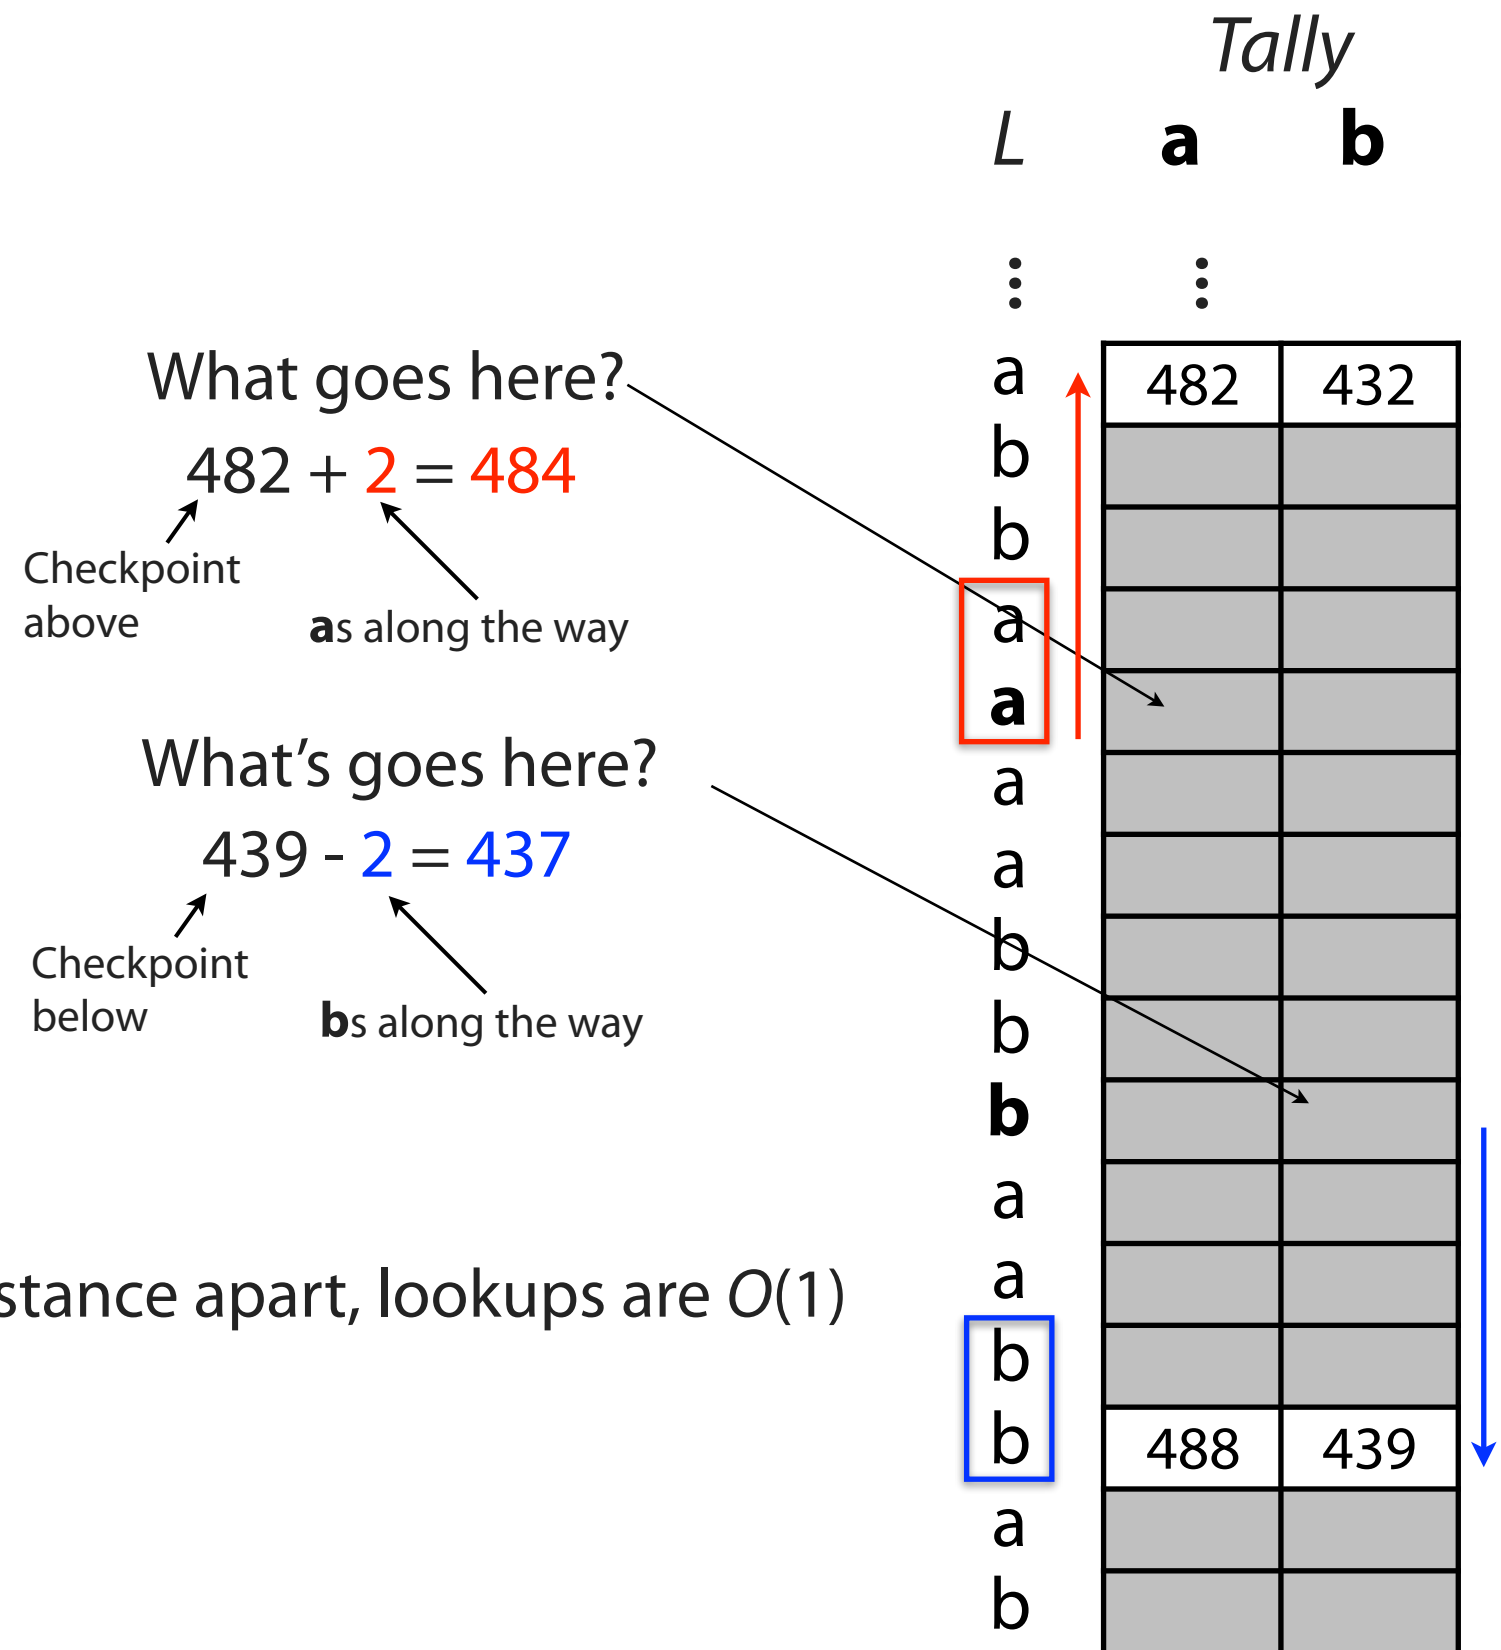 Tally
L a b
⋮ ⋮
What goes here?
482 + 2 = 484
Checkpoint
above
as along the way
What's goes here?
439 - 2 = 437
Checkpoint
below
bs along the way
stance apart, lookups are O(1)
a 482 432
b
b
a
a
a
a
b
b
b
a
a
b
b 488 439
a
b